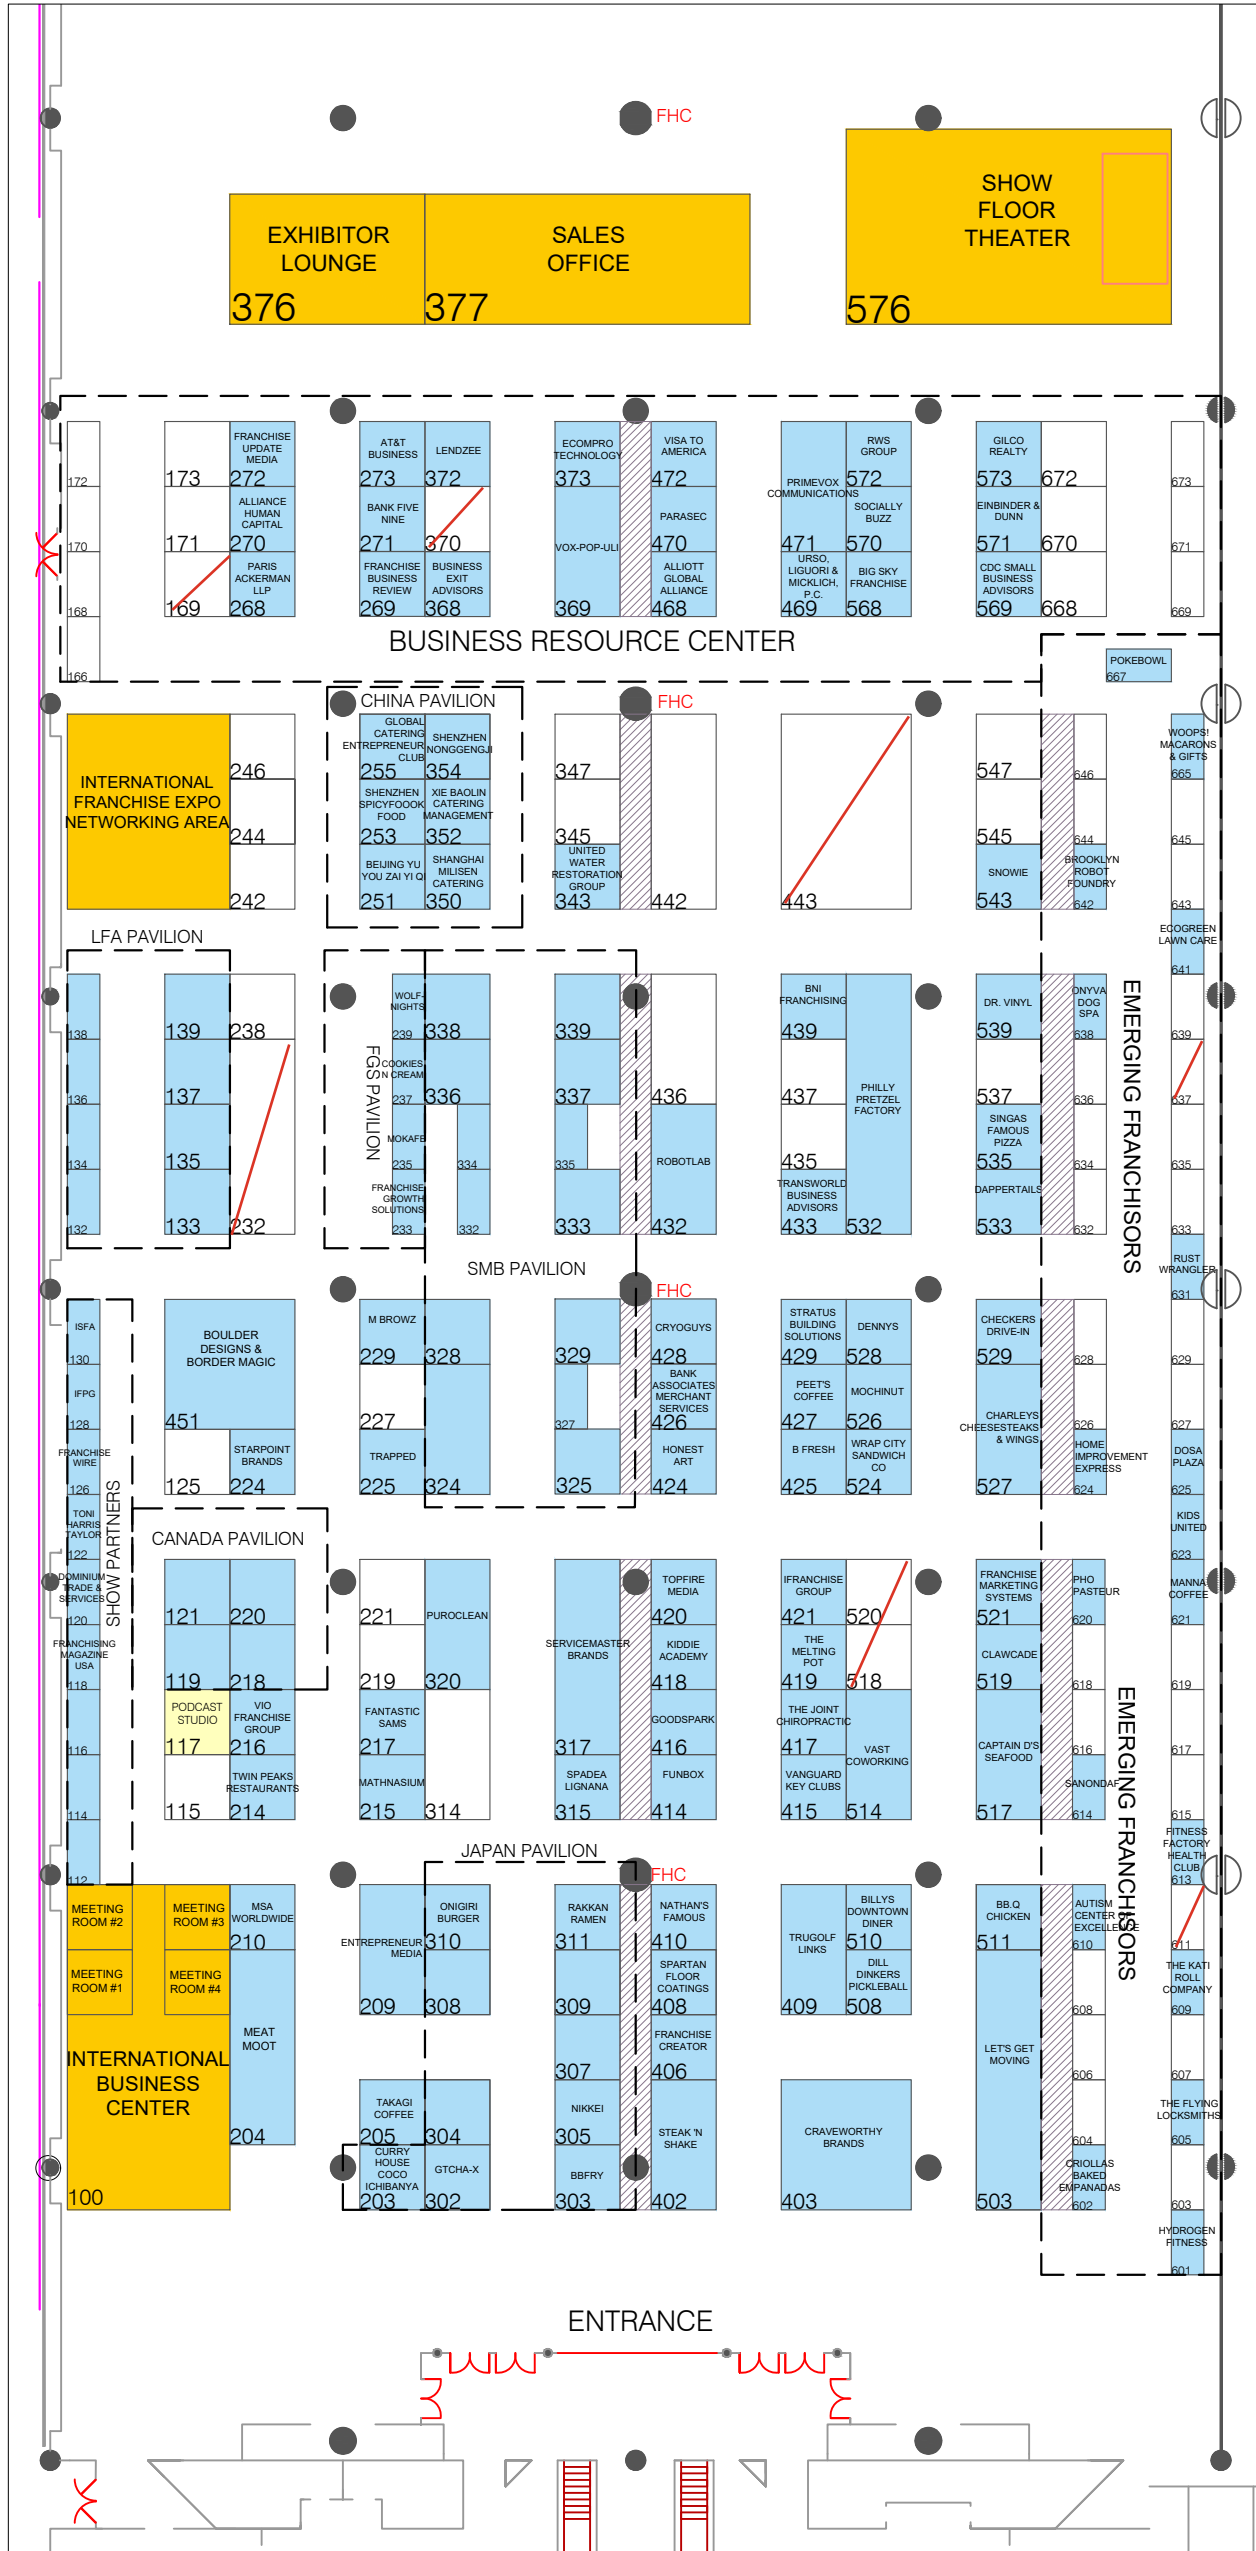 FHC
SHOW
FLOOR
THEATER
576
EXHIBITOR
LOUNGE
376
SALES
OFFICE
377
172
173
FRANCHISE
UPDATE
MEDIA
272
AT&T
BUSINESS
273
LENDZEE
372
ECOMPRO
TECHNOLOGY
373
VISA TO
AMERICA
472
PRIMEVOX
COMMUNICATIONS
471
RWS
GROUP
572
GILCO
REALTY
573
672
673
170
171
ALLIANCE
HUMAN
CAPITAL
270
BANK FIVE
NINE
271
370
VOX-POP-ULI
369
PARASEC
470
SOCIALLY
BUZZ
570
EINBINDER &
DUNN
571
670
671
168
169
PARIS
ACKERMAN
LLP
268
FRANCHISE
BUSINESS
REVIEW
269
BUSINESS
EXIT
ADVISORS
368
ALLIOTT
GLOBAL
ALLIANCE
468
URSO,
LIGUORI &
MICKLICH,
P.C.
469
BIG SKY
FRANCHISE
568
CDC SMALL
BUSINESS
ADVISORS
569
668
669
BUSINESS RESOURCE CENTER
166
POKEBOWL
667
CHINA PAVILION
FHC
INTERNATIONAL
FRANCHISE EXPO
NETWORKING AREA
246
244
242
GLOBAL
CATERING
ENTREPRENEUR
CLUB
255
SHENZHEN
NONGGENGJI
354
SHENZHEN
SPICYFOOOK
FOOD
253
XIE BAOLIN
CATERING
MANAGEMENT
352
BEIJING YU
YOU ZAI YI QI
251
SHANGHAI
MILISEN
CATERING
350
347
345
UNITED
WATER
RESTORATION
GROUP
343
442
443
547
545
SNOWIE
543
646
644
BROOKLYN
ROBOT
FOUNDRY
642
WOOPS!
MACARONS
& GIFTS
665
645
643
ECOGREEN
LAWN CARE
641
LFA PAVILION
138
136
134
132
139
137
135
133
238
232
FGS PAVILION
WOLF-
NIGHTS
239
COOKIES
N CREAM
237
MOKAFE
235
FRANCHISE
GROWTH
SOLUTIONS
233
338
336
334
332
339
337
335
333
436
ROBOTLAB
432
BNI
FRANCHISING
439
437
435
TRANSWORLD
BUSINESS
ADVISORS
433
PHILLY
PRETZEL
FACTORY
532
DR. VINYL
539
537
SINGAS
FAMOUS
PIZZA
535
DAPPERTAILS
533
ONYVA
DOG
SPA
638
636
634
632
EMERGING FRANCHISORS
639
637
635
633
RUST
WRANGLER
631
SMB PAVILION
FHC
ISFA
130
IFPG
128
FRANCHISE
WIRE
126
TONI
HARRIS
TAYLOR
122
DOMINIUM
TRADE &
SERVICES
120
FRANCHISING
MAGAZINE
USA
118
116
114
112
SHOW PARTNERS
BOULDER
DESIGNS &
BORDER MAGIC
451
125
STARPOINT
BRANDS
224
M BROWZ
229
227
TRAPPED
225
328
324
329
327
325
CRYOGUYS
428
BANK
ASSOCIATES
MERCHANT
SERVICES
426
HONEST
ART
424
STRATUS
BUILDING
SOLUTIONS
429
DENNYS
528
PEET'S
COFFEE
427
MOCHINUT
526
B FRESH
425
WRAP CITY
SANDWICH
CO
524
CHECKERS
DRIVE-IN
529
CHARLEYS
CHEESESTEAKS
& WINGS
527
628
626
HOME
IMPROVEMENT
EXPRESS
624
629
627
DOSA
PLAZA
625
KIDS
UNITED
623
MANNA
COFFEE
621
CANADA PAVILION
121
220
119
218
PODCAST
STUDIO
117
VIO
FRANCHISE
GROUP
216
115
TWIN PEAKS
RESTAURANTS
214
221
219
FANTASTIC
SAMS
217
MATHNASIUM
215
PUROCLEAN
320
314
SERVICEMASTER
BRANDS
317
SPADEA
LIGNANA
315
TOPFIRE
MEDIA
420
KIDDIE
ACADEMY
418
GOODSPARK
416
FUNBOX
414
IFRANCHISE
GROUP
421
520
THE
MELTING
POT
419
518
THE JOINT
CHIROPRACTIC
417
VAST
COWORKING
514
VANGUARD
KEY CLUBS
415
FRANCHISE
MARKETING
SYSTEMS
521
CLAWCADE
519
CAPTAIN D'S
SEAFOOD
517
PHO
PASTEUR
620
618
616
SANONDAF
614
EMERGING FRANCHISORS
619
617
615
FITNESS
FACTORY
HEALTH
CLUB
613
JAPAN PAVILION
FHC
MEETING
ROOM #2
MEETING
ROOM #3
MEETING
ROOM #1
MEETING
ROOM #4
INTERNATIONAL
BUSINESS
CENTER
100
MSA
WORLDWIDE
210
MEAT
MOOT
204
ENTREPRENEUR
MEDIA
209
ONIGIRI
BURGER
310
308
TAKAGI
COFFEE
205
304
CURRY
HOUSE
COCO
ICHIBANYA
203
GTCHA-X
302
RAKKAN
RAMEN
311
309
307
NIKKEI
305
BBFRY
303
NATHAN'S
FAMOUS
410
SPARTAN
FLOOR
COATINGS
408
FRANCHISE
CREATOR
406
STEAK 'N
SHAKE
402
TRUGOLF
LINKS
409
BILLYS
DOWNTOWN
DINER
510
DILL
DINKERS
PICKLEBALL
508
CRAVEWORTHY
BRANDS
403
BB.Q
CHICKEN
511
LET'S GET
MOVING
503
AUTISM
CENTER OF
EXCELLENCE
610
608
606
604
CRIOLLAS
BAKED
EMPANADAS
602
611
THE KATI
ROLL
COMPANY
609
607
THE FLYING
LOCKSMITHS
605
603
HYDROGEN
FITNESS
601
ENTRANCE